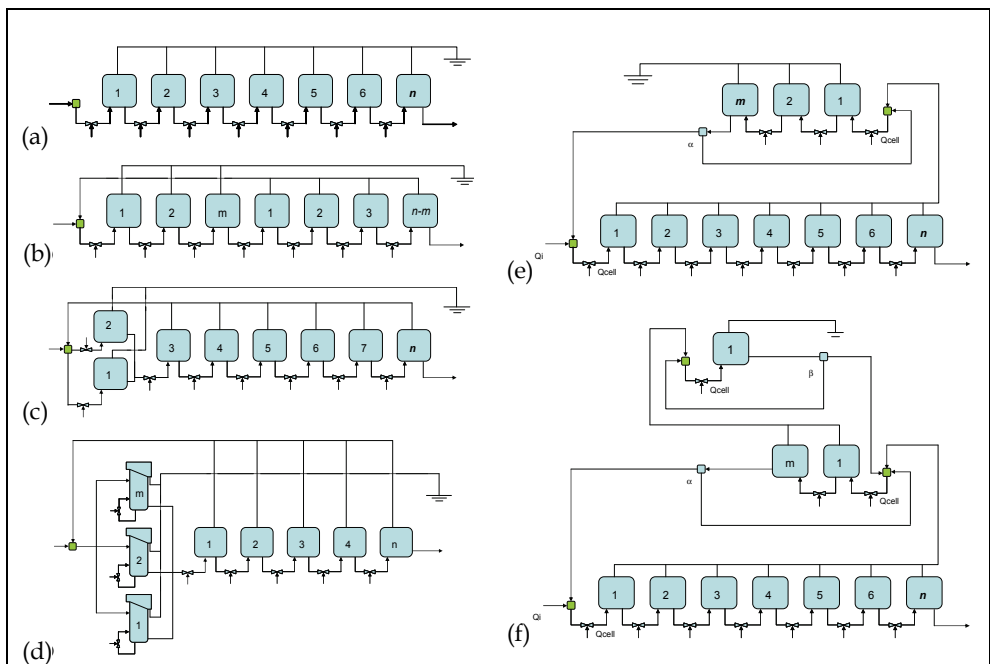 1 2 3 4 5 6 n
(a)
1 2 m 1 2 3 n-m
(b)
2
1
3 4 5 6 7 n
(c)
m
2
1
1 2 3 4 n
(d)
m 2 1
α
Qcell
1 2 3 4 5 6 n
Qi
Qcell
(e)
1
β
Qcell
m 1
α
Qcell
1 2 3 4 5 6 n
Qi
Qcell
(f)